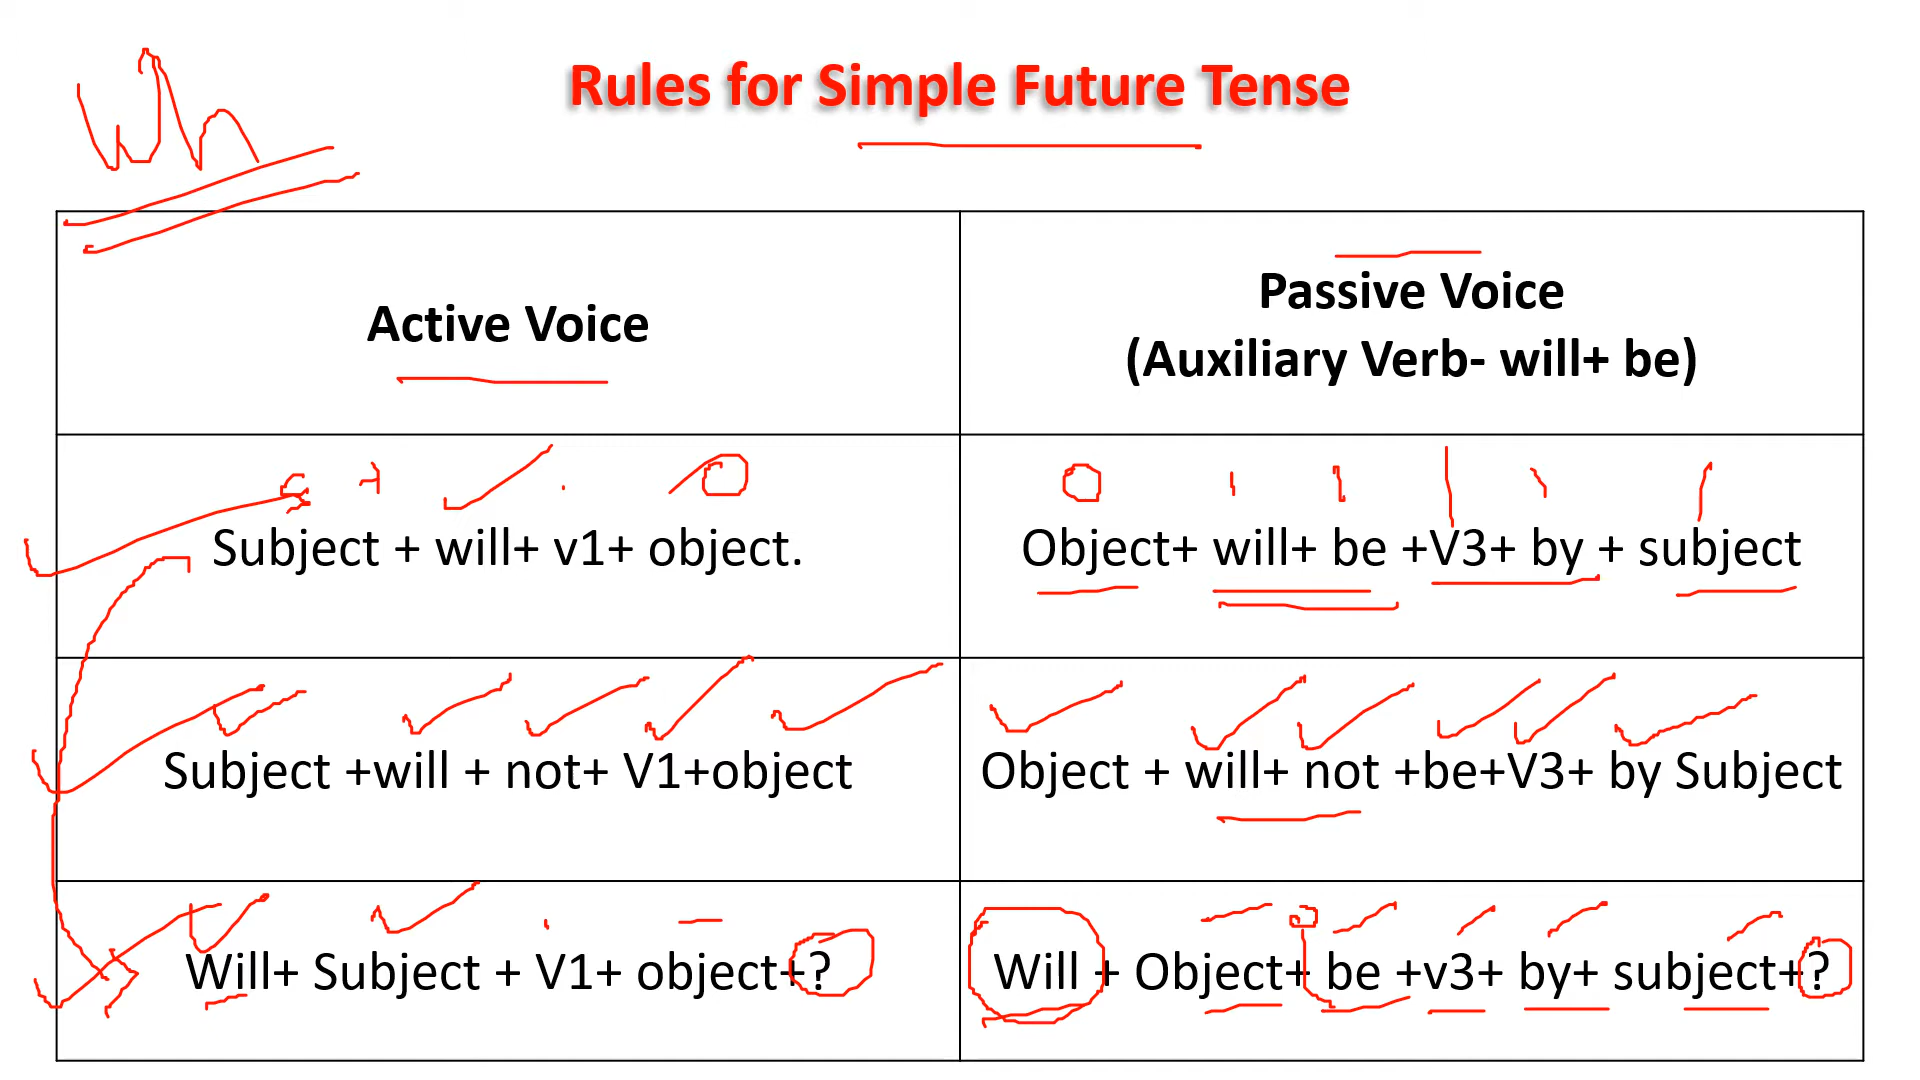 Wh
Rules for Simple Future Tense
Active Voice
Passive Voice
(Auxiliary Verb- will+ be)
Subject + will+ v1+ object.
Object+ will+ be +V3+ by + subject
Subject +will + not+ V1+object
Object + will+ not +be+V3+ by Subject
Will+ Subject + V1+ object+?
Will + Object+ be +v3+ by+ subject+?